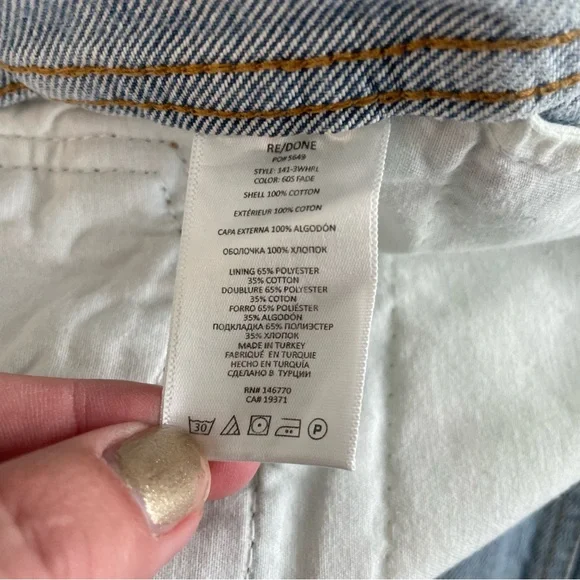 RE/DONE
PO#5649
STYLE: 141-3WHRL
COLOR: 60S FADE
SHELL 100% COTTON
EXTÉRIEUR 100% COTON
CAPA EXTERNA 100% ALGODÓN
ОБОЛОЧКА 100% ХЛОПОК
LINING 65% POLYESTER
35% COTTON
DOUBLURE 65% POLYESTER
35% COTON
FORRO 65% POLIÉSTER
35% ALGODÓN
ПОДКЛАДКА 65% ПОЛИЭСТЕР
35% ХЛОПОК
MADE IN TURKEY
FABRIQUÉ EN TURQUIE
HECHO EN TURQUÍA
СДЕЛАНО В ТУРЦИИ
RN# 146770
CA# 19371
30 P